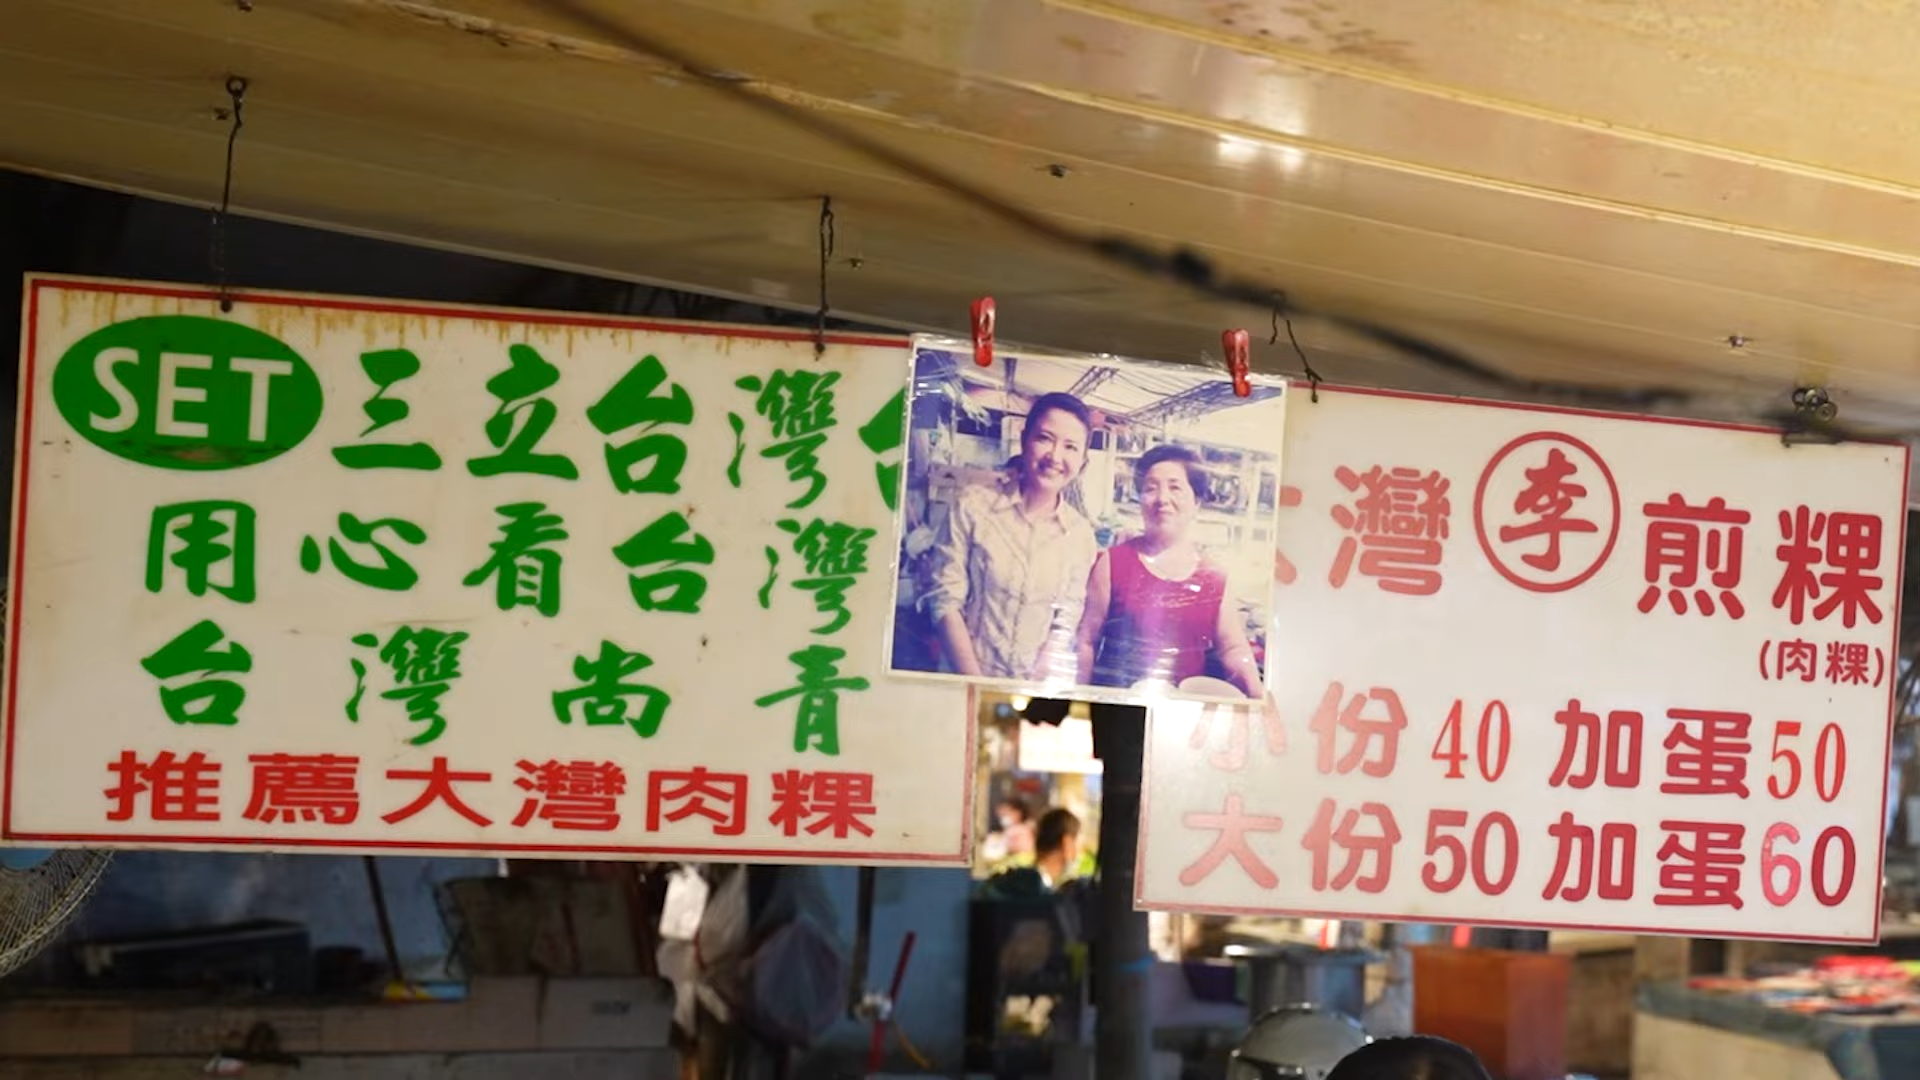 SET 三立台灣台
用心看台灣
台灣尚青
推薦大灣肉粿
大灣 李 煎粿
(肉粿)
小份40 加蛋50
大份50 加蛋60